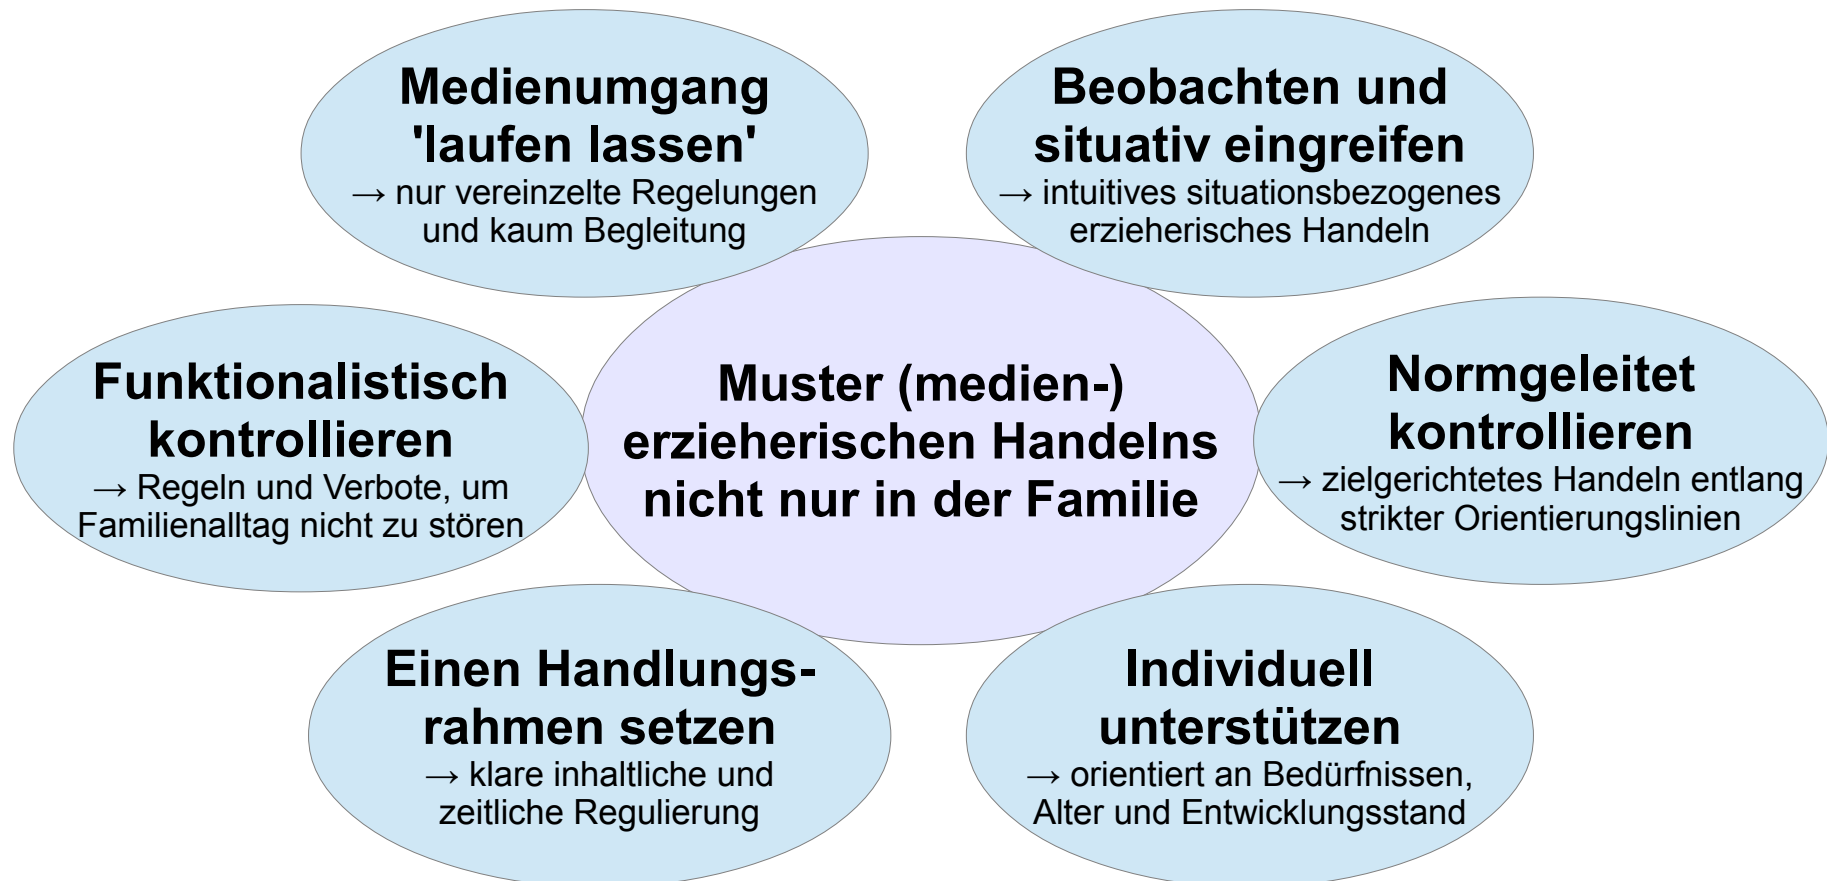 Medienumgang
'laufen lassen'
→ nur vereinzelte Regelungen
und kaum Begleitung
Beobachten und
situativ eingreifen
→ intuitives situationsbezogenes
erzieherisches Handeln
Funktionalistisch
kontrollieren
→ Regeln und Verbote, um
Familienalltag nicht zu stören
Muster (medien-)
erzieherischen Handelns
nicht nur in der Familie
Normgeleitet
kontrollieren
→ zielgerichtetes Handeln entlang
strikter Orientierungslinien
Einen Handlungs-
rahmen setzen
→ klare inhaltliche und
zeitliche Regulierung
Individuell
unterstützen
→ orientiert an Bedürfnissen,
Alter und Entwicklungsstand